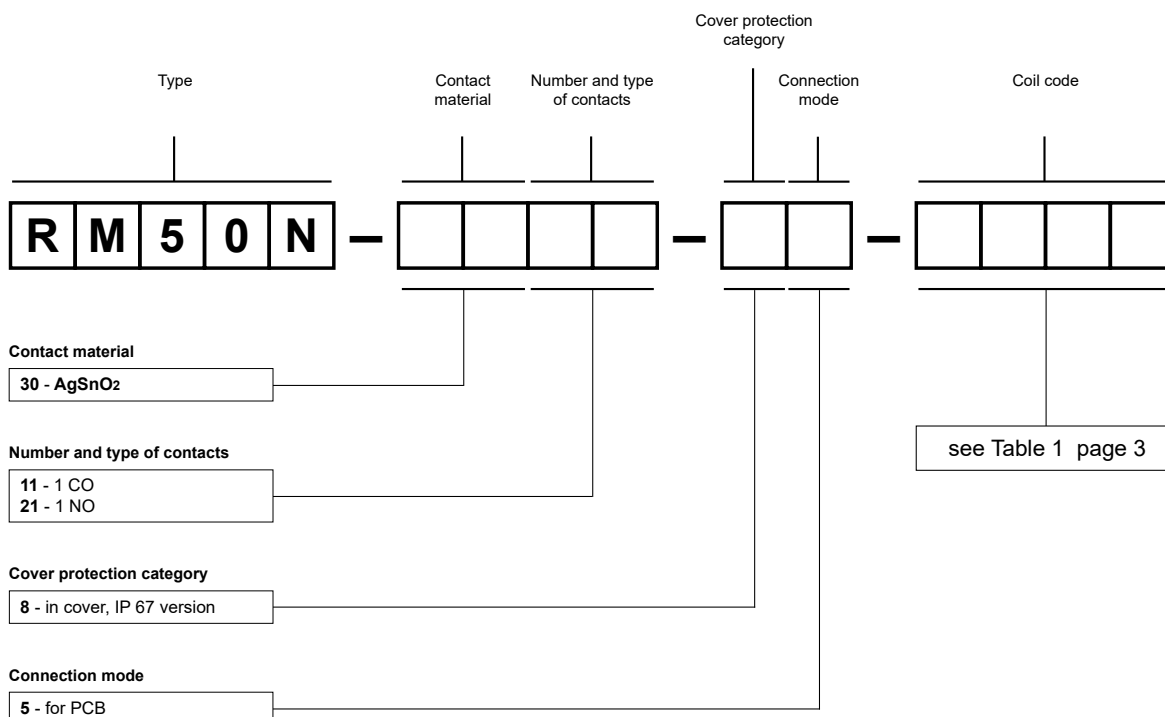 Cover protection
category
Type
Contact
material
Number and type
of contacts
Connection
mode
Coil code
RM50N – –  –
Contact material
30 - AgSnO2
Number and type of contacts
11 - 1 CO
21 - 1 NO
see Table 1 page 3
Cover protection category
8 - in cover, IP 67 version
Connection mode
5 - for PCB